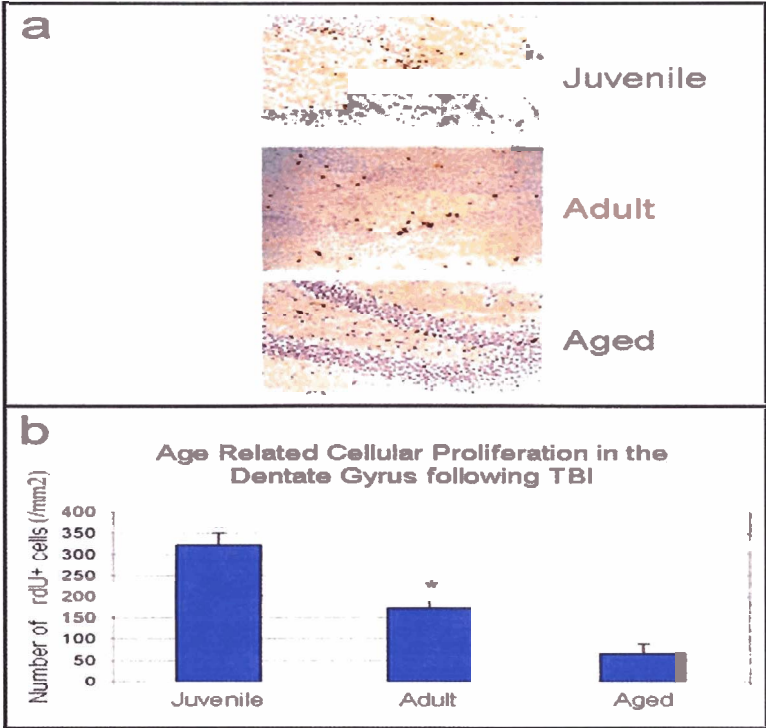 a
Juvenile
Adult
Aged
b
Age Related Cellular Proliferation in the
Dentate Gyrus following TBI
Number of rdU+ cells (/mm2)
400
350
300
250
200
150
100
50
0
*
Juvenile
Adult
Aged